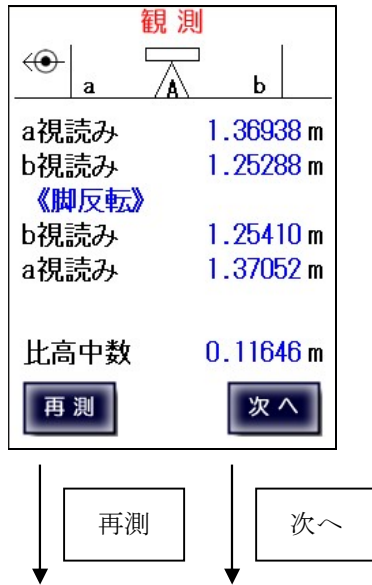 観測
a A b
a視読み 1.36938 m
b視読み 1.25288 m
《脚反転》
b視読み 1.25410 m
a視読み 1.37052 m
比高中数 0.11646 m
再測 次へ
再測 次へ